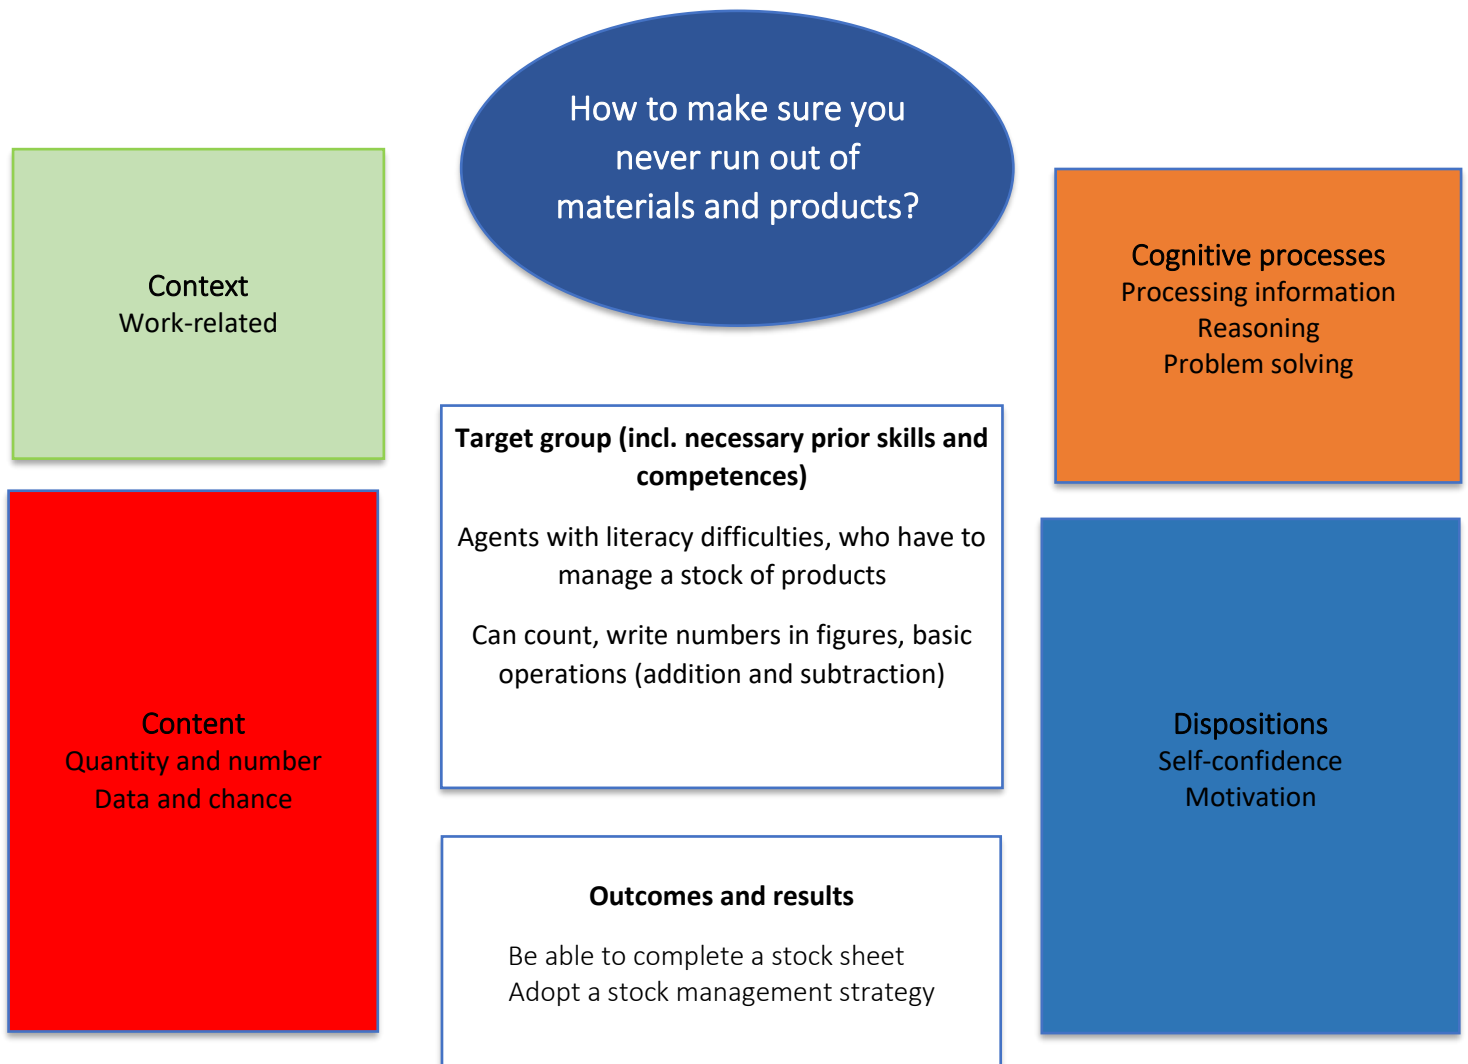 How to make sure you
never run out of
materials and products?
Context
Work-related
Cognitive processes
Processing information
Reasoning
Problem solving
Target group (incl. necessary prior skills and
competences)
Agents with literacy difficulties, who have to
manage a stock of products
Can count, write numbers in figures, basic
operations (addition and subtraction)
Content
Quantity and number
Data and chance
Dispositions
Self-confidence
Motivation
Outcomes and results
Be able to complete a stock sheet
Adopt a stock management strategy